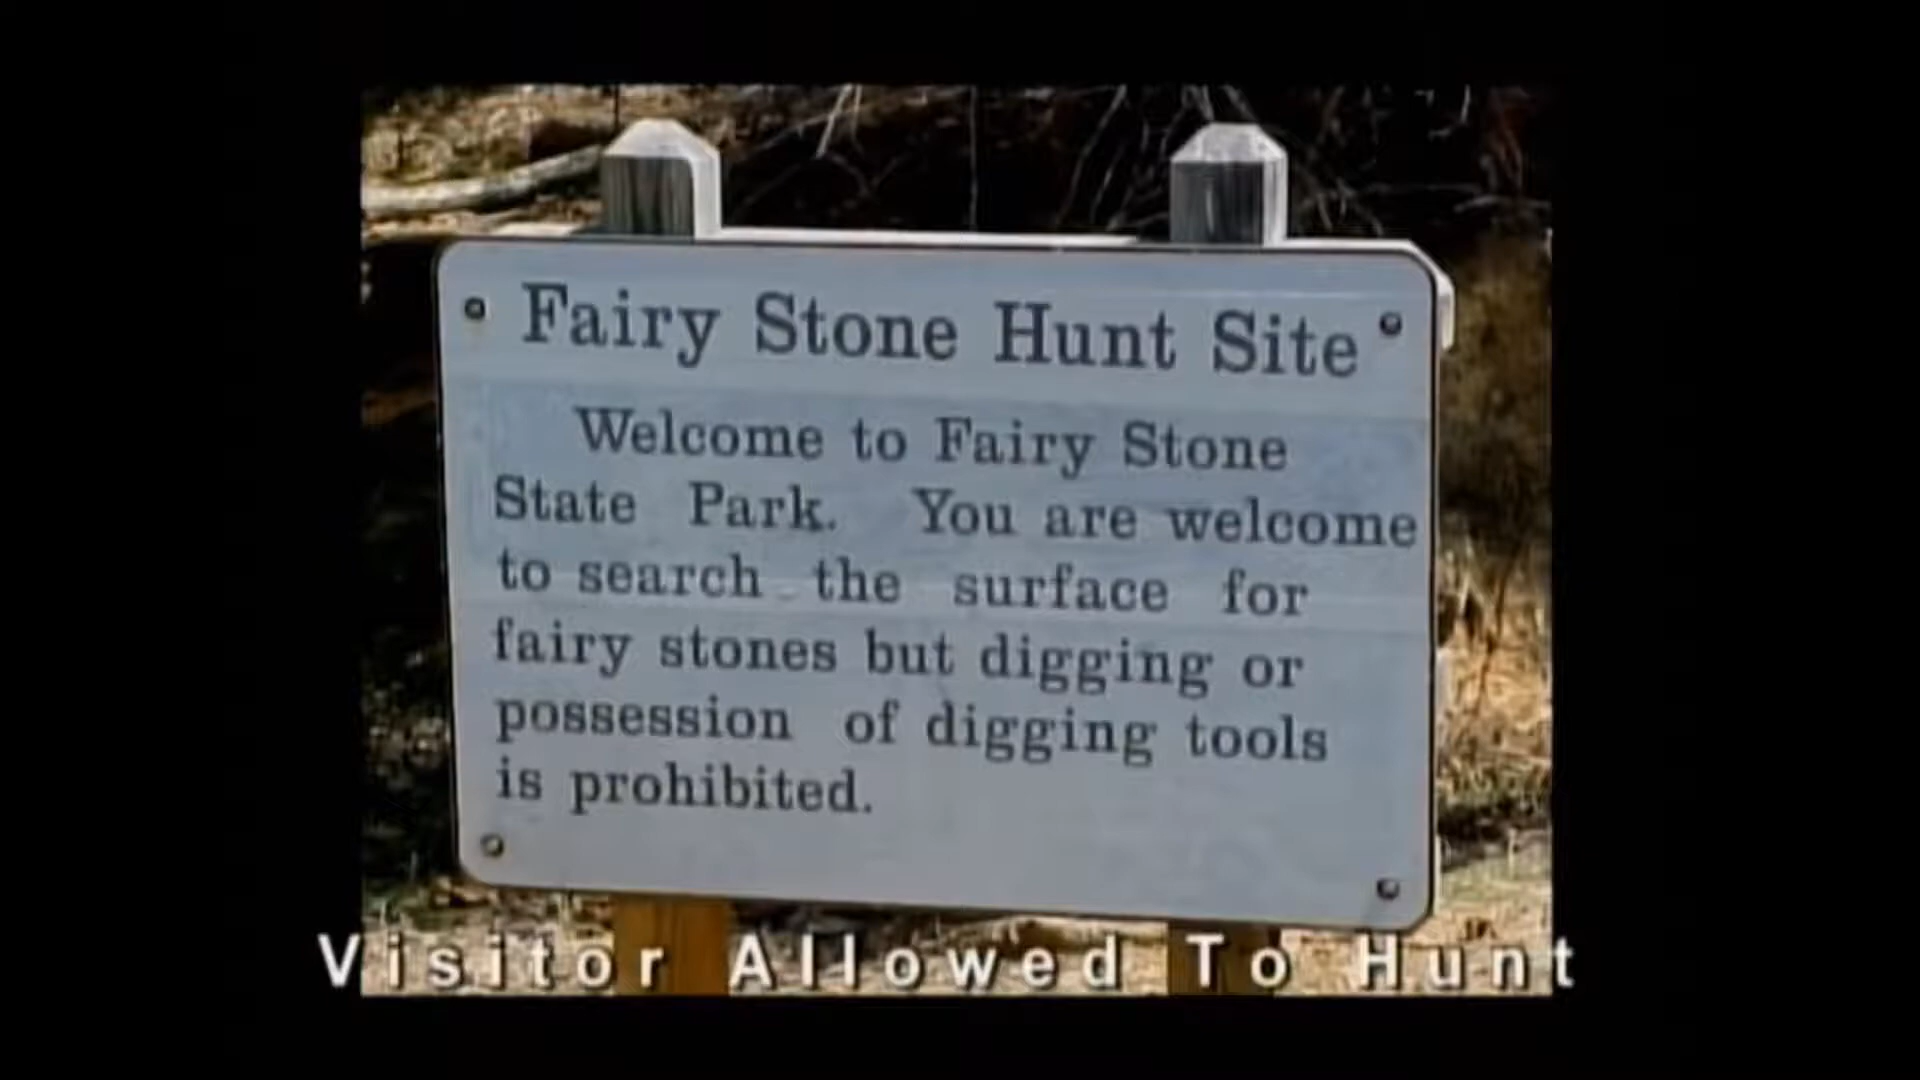 Fairy Stone Hunt Site
Welcome to Fairy Stone
State Park. You are welcome
to search the surface for
fairy stones but digging or
possession of digging tools
is prohibited.
Visitor Allowed To Hunt